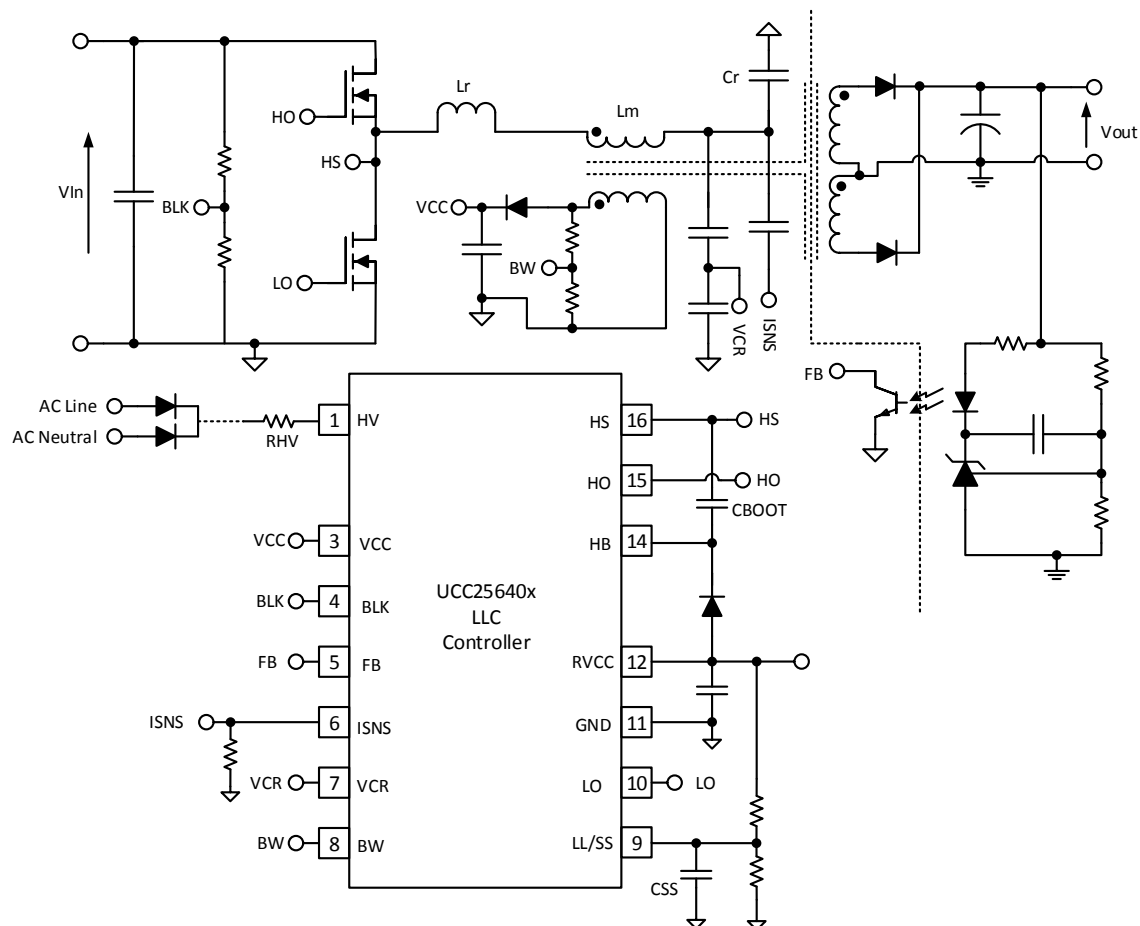 Cr
Lr
Lm
HO
HS
Vout
VIn
BLK
VCC
BW
LO
VCR
ISNS
FB
AC Line
AC Neutral
RHV
1
HV
HS
16
HS
HO
15
HO
CBOOT
VCC
3
VCC
HB
14
BLK
4
BLK
UCC25640x
LLC
Controller
FB
5
FB
RVCC
12
ISNS
6
ISNS
GND
11
VCR
7
VCR
LO
10
LO
BW
8
BW
LL/SS
9
CSS